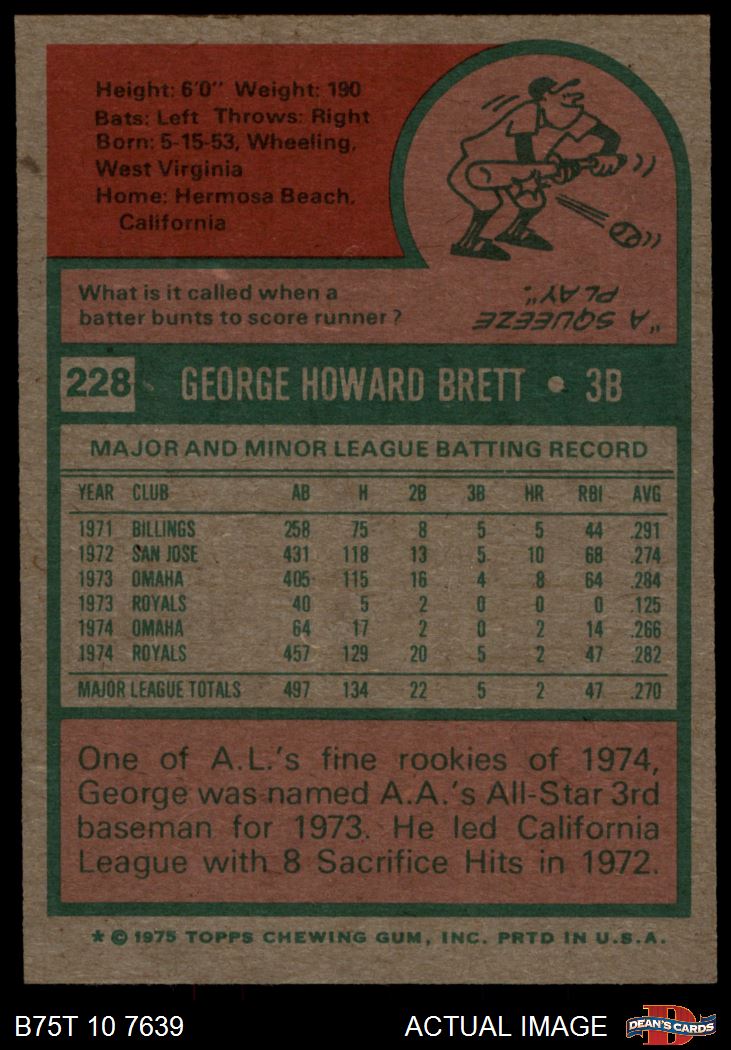 Height: 6'0" Weight: 190
Bats: Left Throws: Right
Born: 5-15-53, Wheeling,
West Virginia
Home: Hermosa Beach,
California
What is it called when a
batter bunts to score runner?
"A SQUEEZE
PLAY".
228 GEORGE HOWARD BRETT • 3B
MAJOR AND MINOR LEAGUE BATTING RECORD
YEAR CLUB AB H 2B 3B HR RBI AVG
1971 BILLINGS 258 75 8 5 5 44 .291
1972 SAN JOSE 431 118 13 5 10 68 .274
1973 OMAHA 405 115 16 4 8 64 .284
1973 ROYALS 40 5 2 0 0 0 .125
1974 OMAHA 64 17 2 0 2 14 .266
1974 ROYALS 457 129 20 5 2 47 .282
MAJOR LEAGUE TOTALS 497 134 22 5 2 47 .270
One of A.L.'s fine rookies of 1974,
George was named A.A.'s All-Star 3rd
baseman for 1973. He led California
League with 8 Sacrifice Hits in 1972.
* © 1975 TOPPS CHEWING GUM, INC. PRTD IN U.S.A.
B75T 10 7639 ACTUAL IMAGE D DEAN'S CARDS